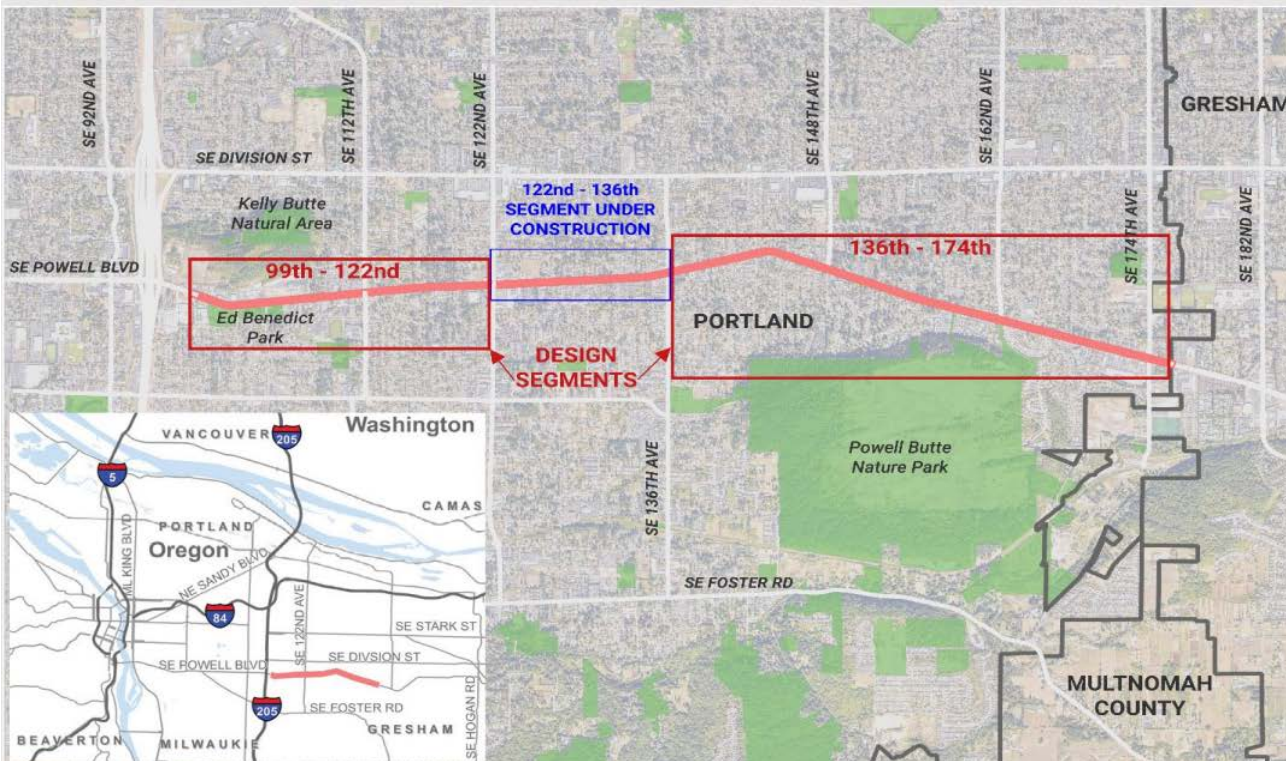 SE 92ND AVE
SE 112TH AVE
SE 122ND AVE
SE 148TH AVE
SE 162ND AVE
GRESHAM
SE DIVISION ST
Kelly Butte
Natural Area
122nd - 136th
SEGMENT UNDER
CONSTRUCTION
SE 174TH AVE
SE 182ND AVE
SE POWELL BLVD
99th - 122nd
136th - 174th
Ed Benedict
Park
PORTLAND
DESIGN
SEGMENTS
SE 136TH AVE
Powell Butte
Nature Park
SE FOSTER RD
MULTNOMAH
COUNTY
VANCOUVER
205
Washington
5
CAMAS
PORTLAND
Oregon
ML KING BLVD
NE SANDY BLVD
84
SE 122ND AVE
SE STARK ST
SE POWELL BLVD
SE DIVSION ST
205
SE FOSTER RD
GRESHAM
SE HOGAN RD
BEAVERTON
MILWAUKIE